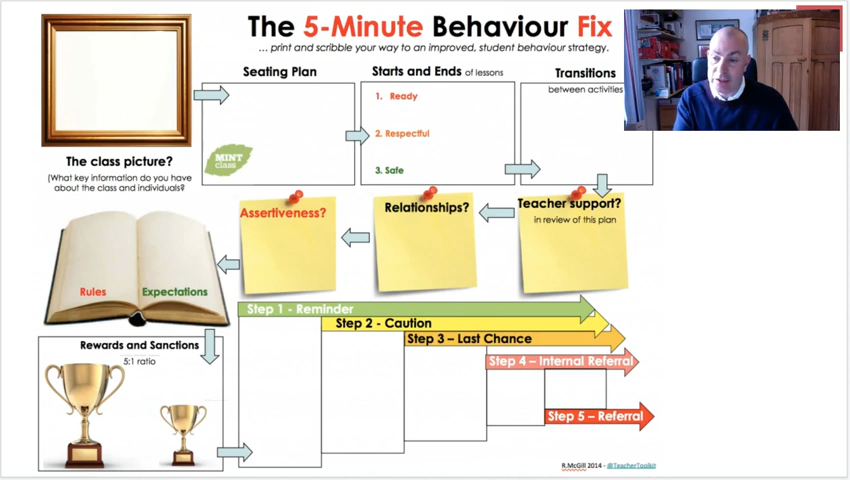 The 5-Minute Behaviour Fix
… print and scribble your way to an improved, student behaviour strategy.
Seating Plan
Starts and Ends of lessons
Transitions
between activities
1. Ready
2. Respectful
3. Safe
MINT
class
The class picture?
(What key information do you have
about the class and individuals?
Teacher support?
in review of this plan
Relationships?
Assertiveness?
Rules
Expectations
Rewards and Sanctions
5:1 ratio
Step 1 - Reminder
Step 2 - Caution
Step 3 – Last Chance
Step 4 – Internal Referral
Step 5 – Referral
R.McGill 2014 - @TeacherToolkit